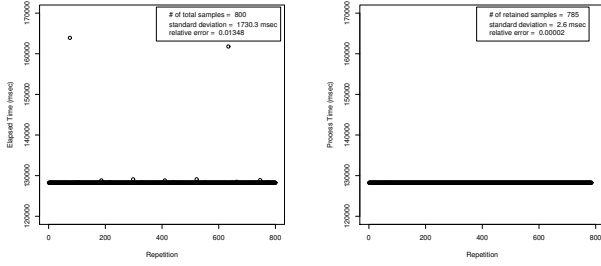 # of total samples = 800
standard deviation = 1730.3 msec
relative error = 0.01348
Elapsed Time (msec)
170000
160000
150000
140000
130000
120000
0 200 400 600 800
Repetition
# of retained samples = 785
standard deviation = 2.6 msec
relative error = 0.00002
Process Time (msec)
170000
160000
150000
140000
130000
120000
0 200 400 600 800
Repetition